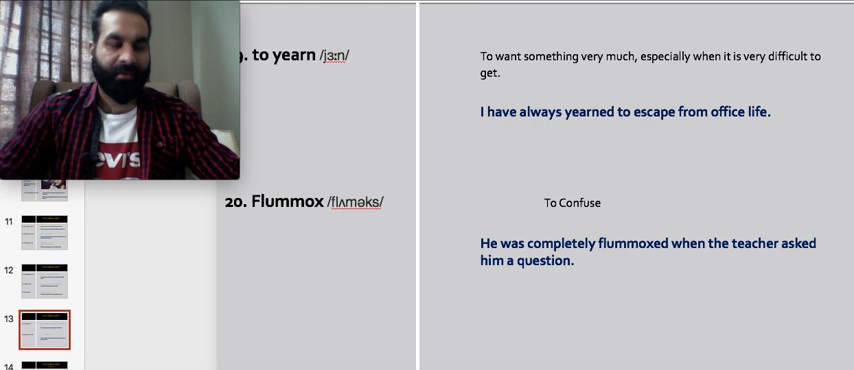 9. to yearn /jɜːn/
To want something very much, especially when it is very difficult to
get.
I have always yearned to escape from office life.
20. Flummox /flʌməks/
To Confuse
He was completely flummoxed when the teacher asked
him a question.
11
12
13
14